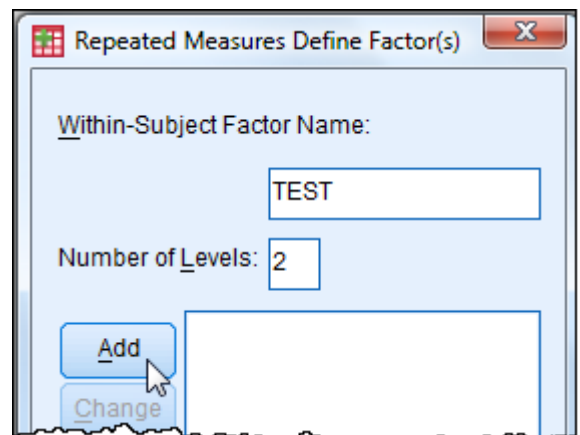 Repeated Measures Define Factor(s)
Within-Subject Factor Name:
TEST
Number of Levels: 2
Add
Change